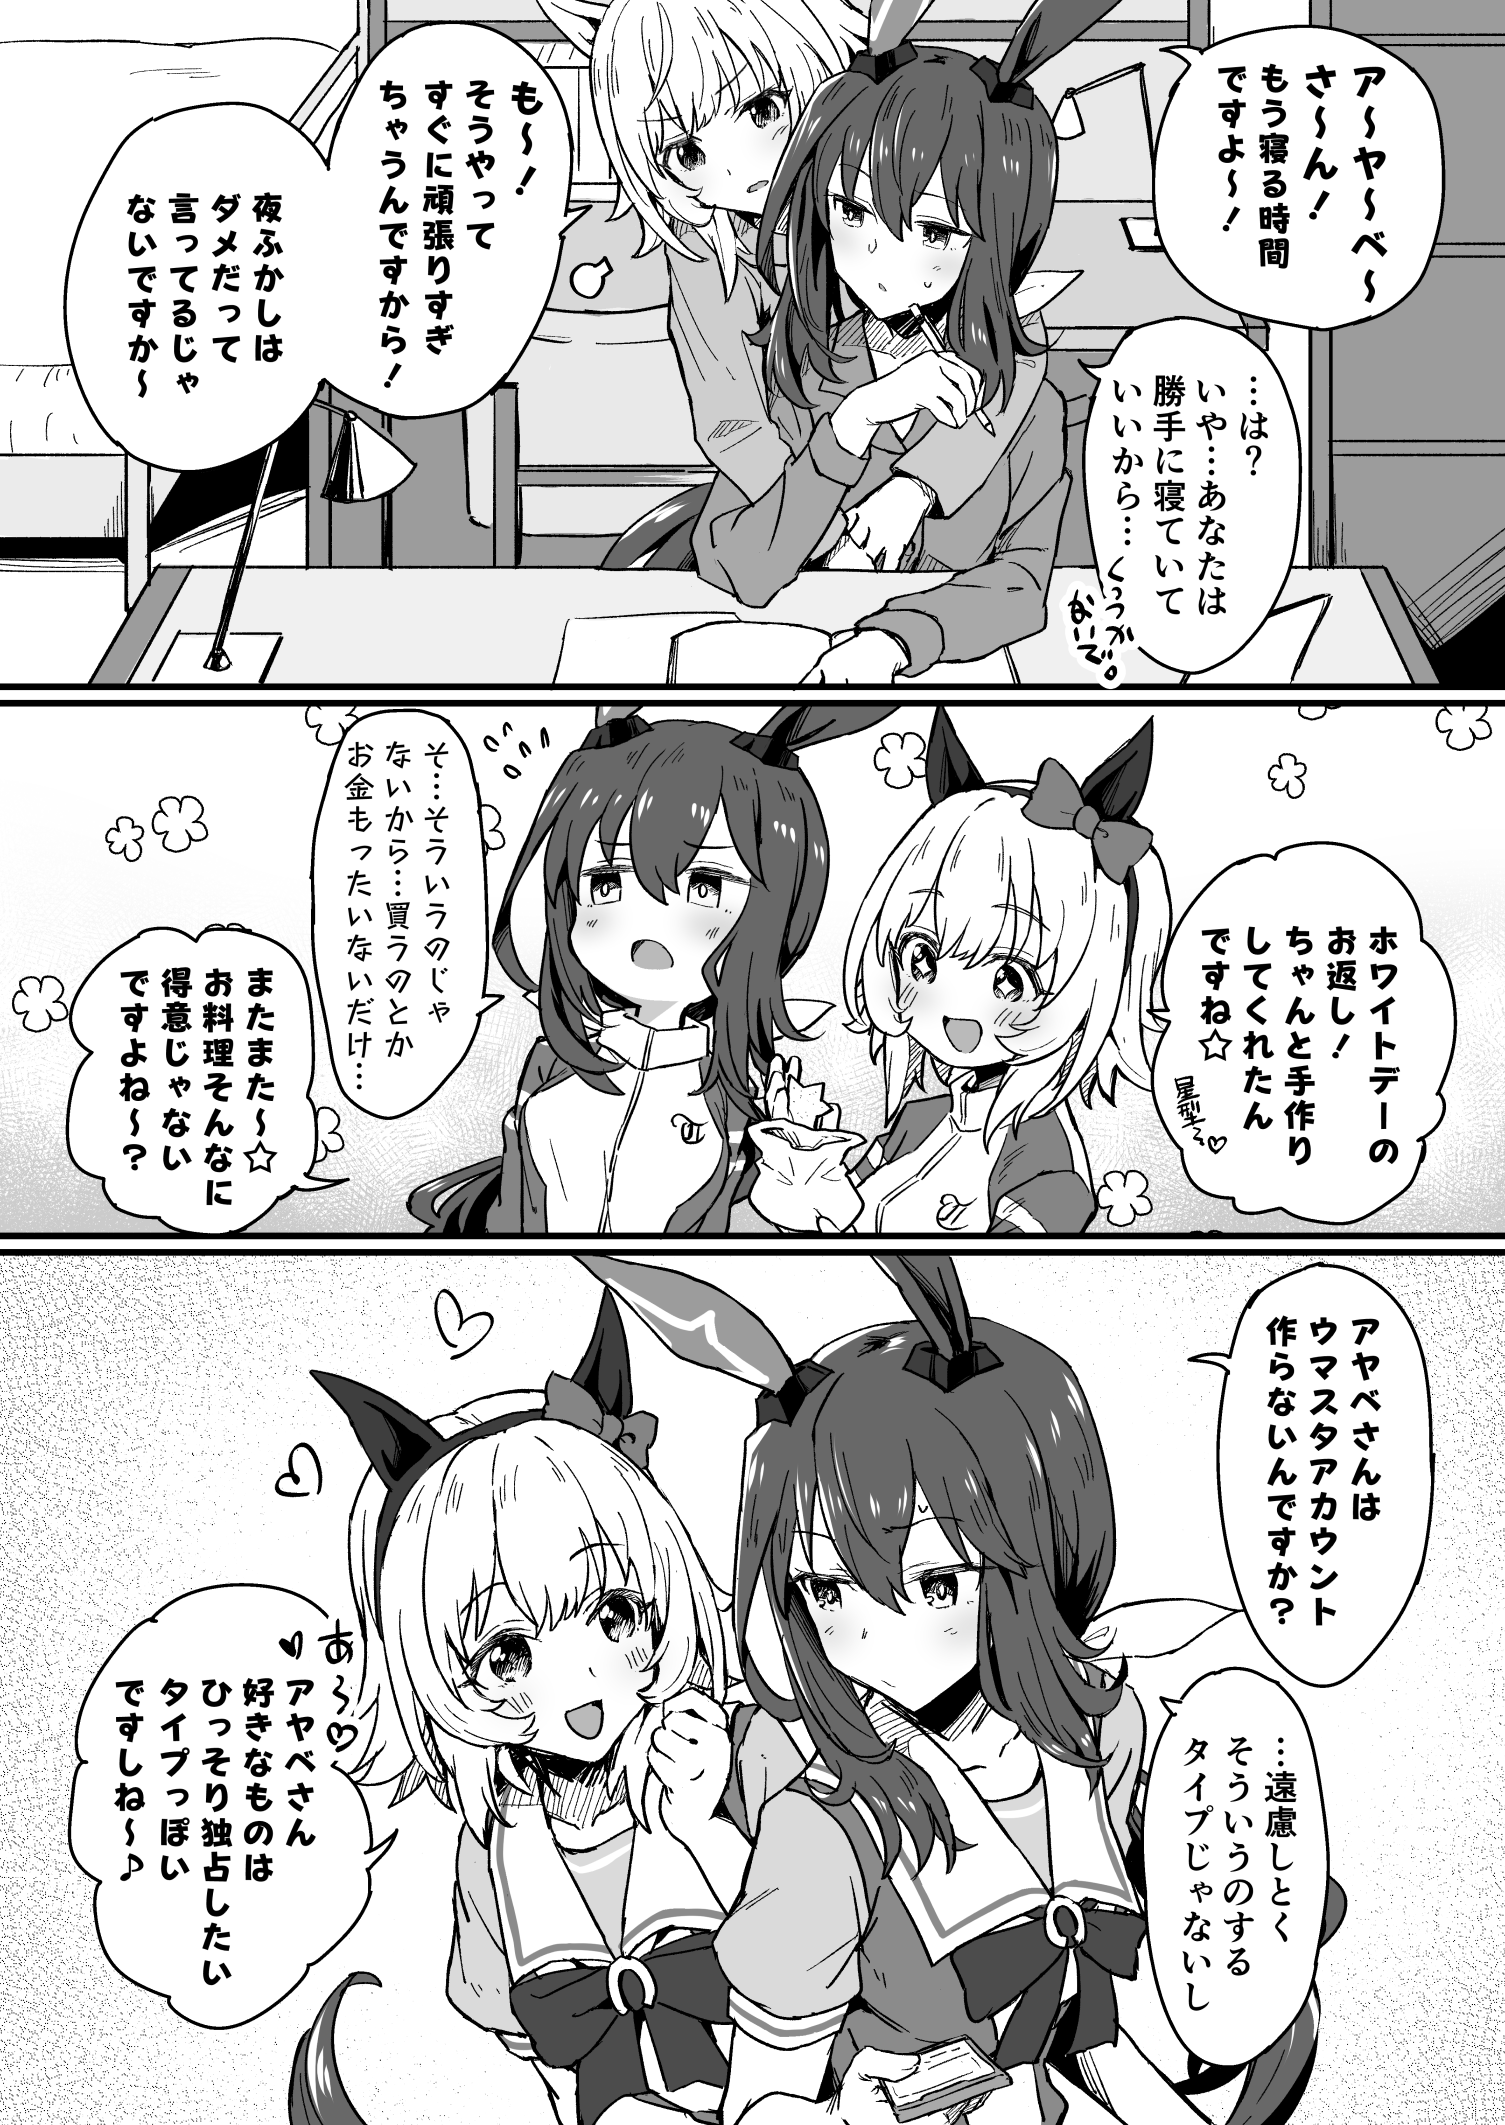 ア～ヤ～ベ～
さ～ん！
もう寝る時間
ですよ～！
…は？
いや…あなたは
勝手に寝ていて
いいから…
くっつか
ないで。
も～！
そうやって
すぐに頑張りすぎ
ちゃうんですから！
夜ふかしは
ダメだって
言ってるじゃ
ないですか～
ホワイトデーの
お返し！
ちゃんと手作り
してくれたん
ですね☆
星型～♡
そ…そういうのじゃ
ないから…買うのとか
お金もったいないだけ…
またまた～☆
お料理そんなに
得意じゃない
ですよね～？
アヤベさんは
ウマスタアカウント
作らないんですか？
…遠慮しとく
そういうのする
タイプじゃないし
あ～♡
♡
アヤベさん
好きなものは
ひっそり独占したい
タイプっぽい
ですしね～♪